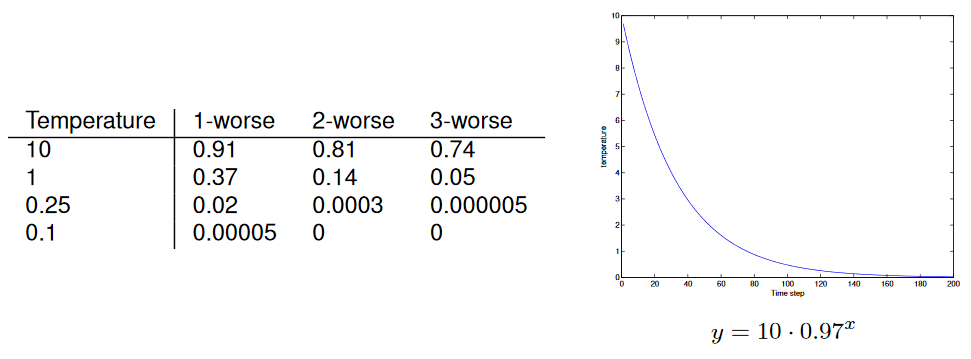 Temperature 1-worse 2-worse 3-worse
10 0.91 0.81 0.74
1 0.37 0.14 0.05
0.25 0.02 0.0003 0.000005
0.1 0.00005 0 0
10
9
8
7
6
5
4
3
2
1
0
temperature
0 20 40 60 80 100 120 140 160 180 200
Time step
y = 10 · 0.97^x